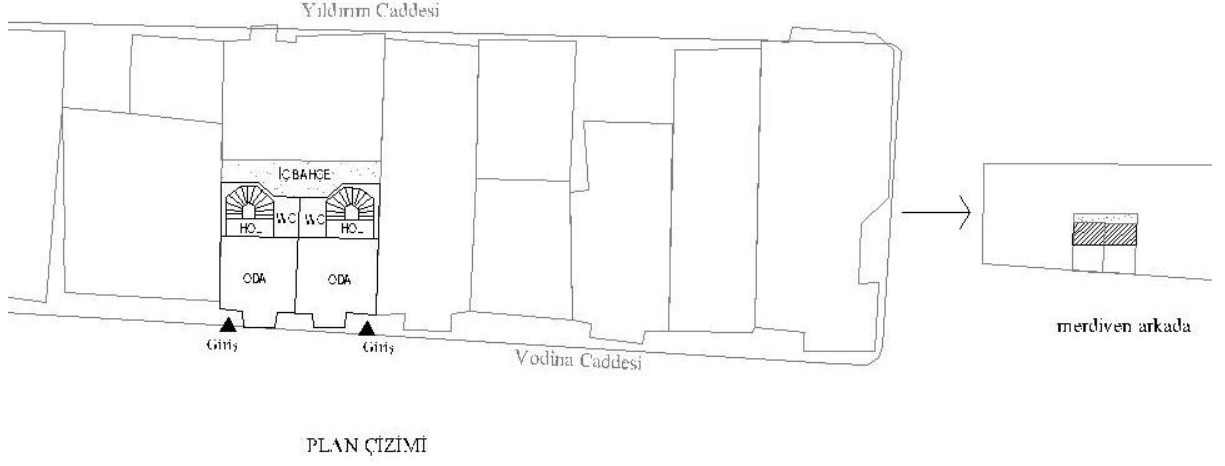 Yıldırım Caddesi
İÇ BAHÇE
WC WC
HOL HOL
ODA ODA
Giriş Giriş
Vodina Caddesi
merdiven arkada
PLAN ÇİZİMİ